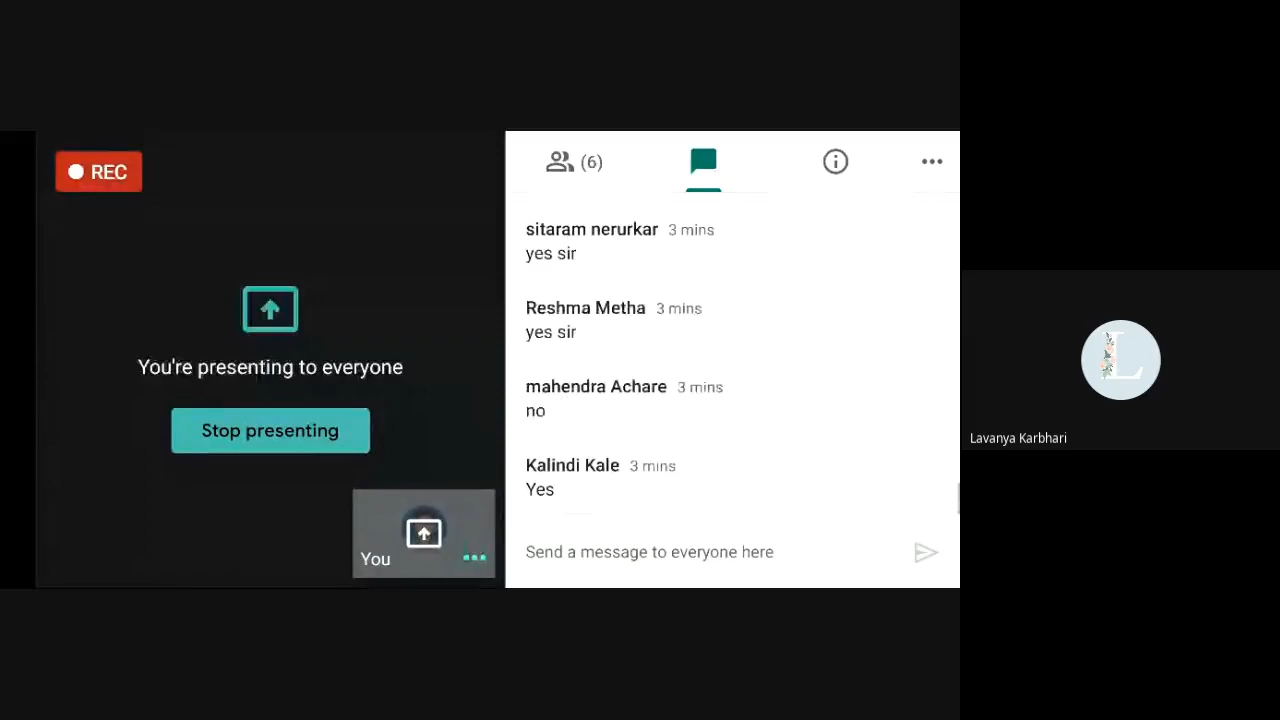 REC
You're presenting to everyone
Stop presenting
You
(6)
sitaram nerurkar 3 mins
yes sir
Reshma Metha 3 mins
yes sir
mahendra Achare 3 mins
no
Kalindi Kale 3 mins
Yes
Send a message to everyone here
L
Lavanya Karbhari